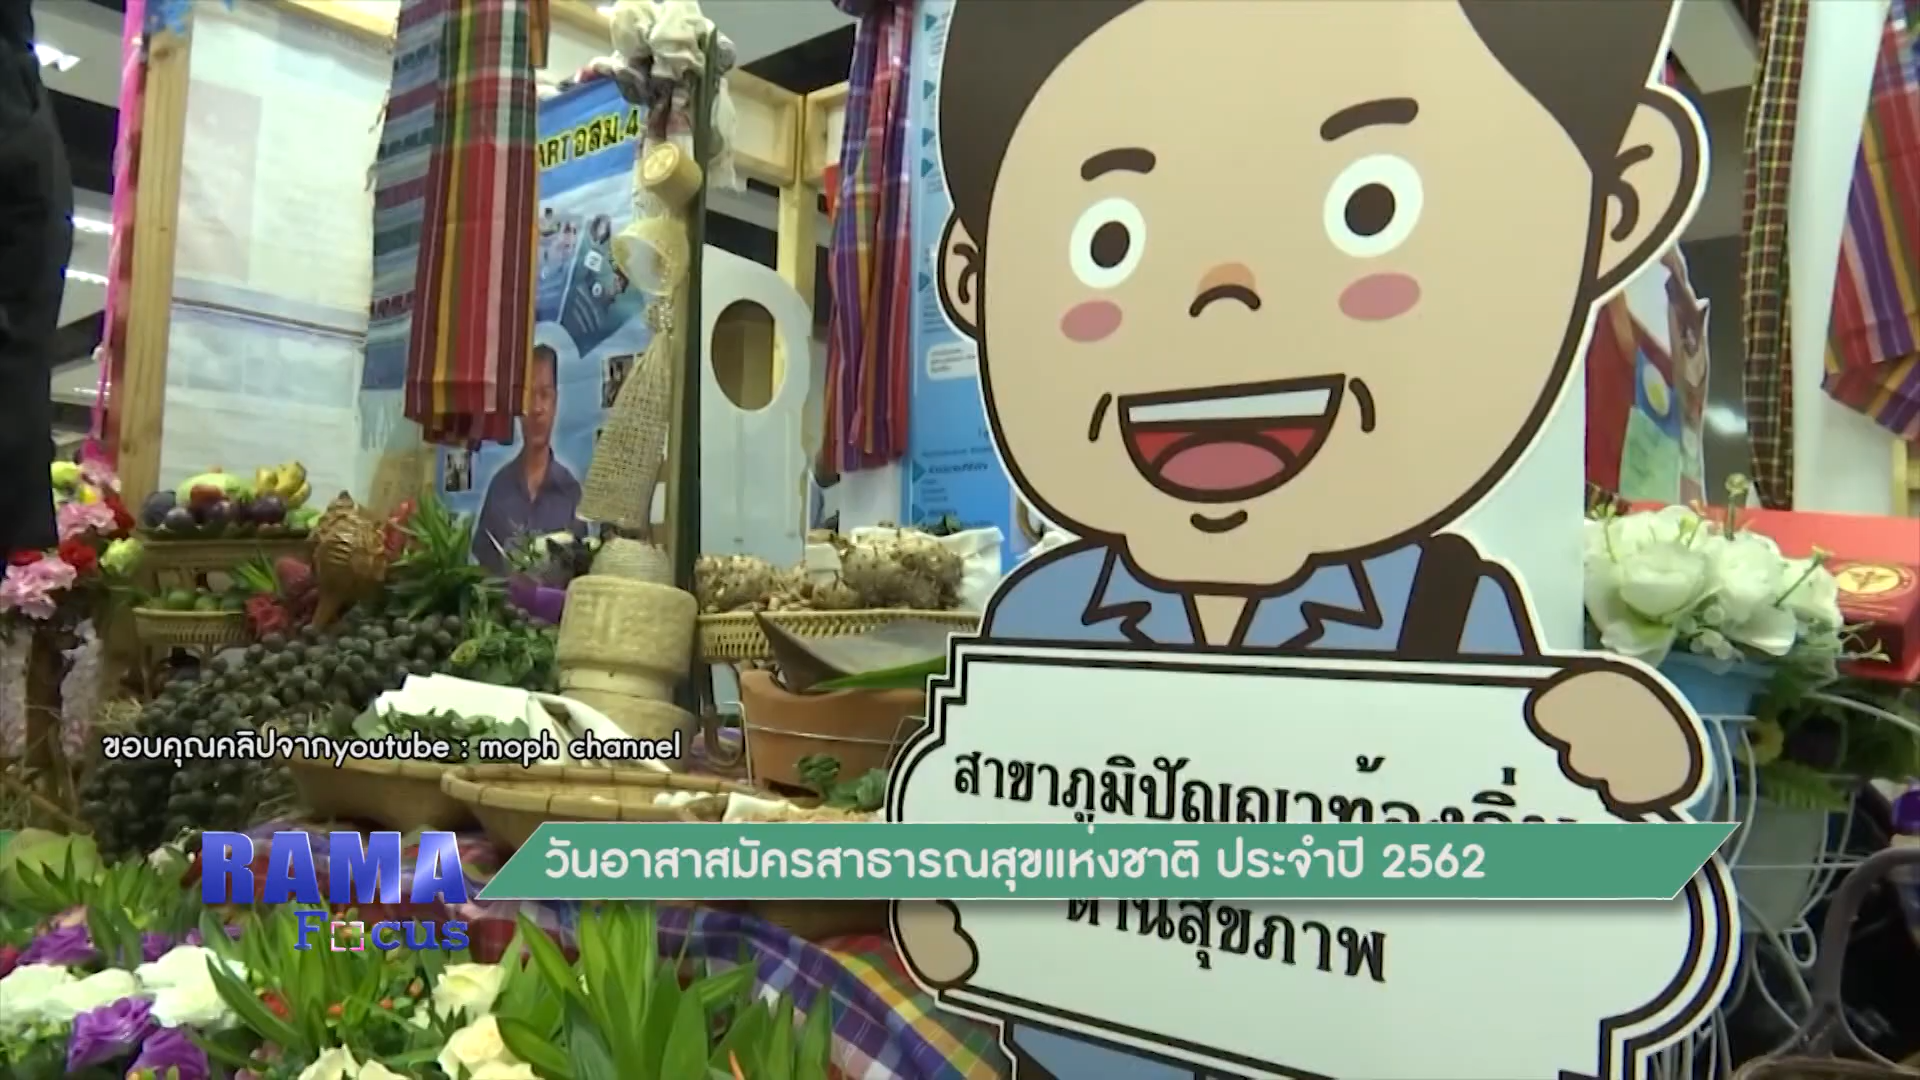 ART อสม.4
สาขาภูมิปัญญาท้องถิ่น
ด้านสุขภาพ
ขอบคุณคลิปจากyoutube : moph channel
RAMA
Focus
วันอาสาสมัครสาธารณสุขแห่งชาติ ประจำปี 2562